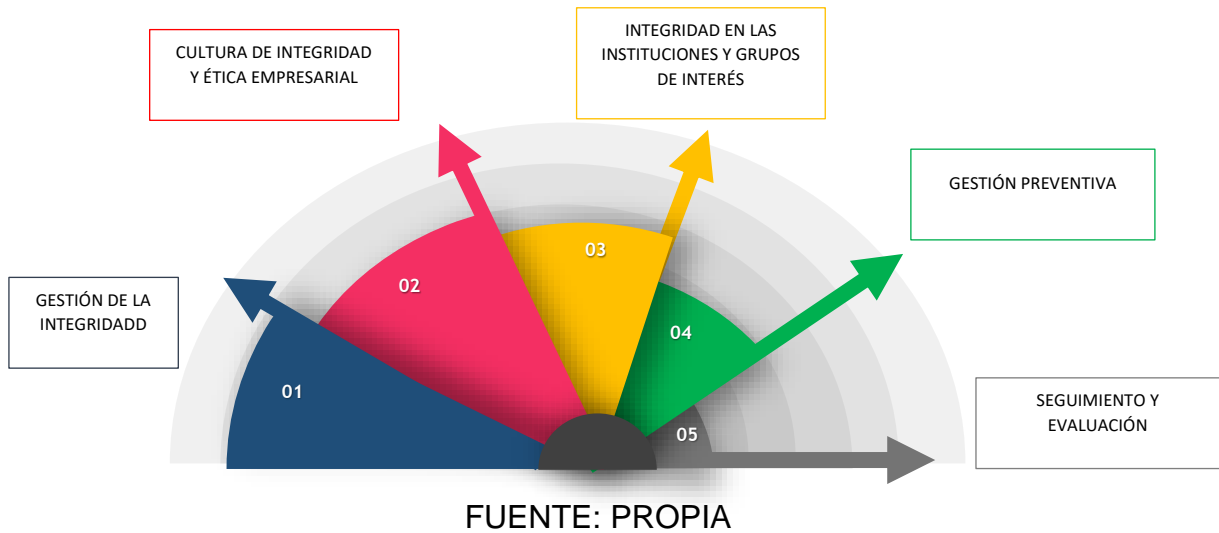 CULTURA DE INTEGRIDAD
Y ÉTICA EMPRESARIAL
INTEGRIDAD EN LAS
INSTITUCIONES Y GRUPOS
DE INTERÉS
GESTIÓN PREVENTIVA
GESTIÓN DE LA
INTEGRIDADD
SEGUIMIENTO Y
EVALUACIÓN
01
02
03
04
05
FUENTE: PROPIA